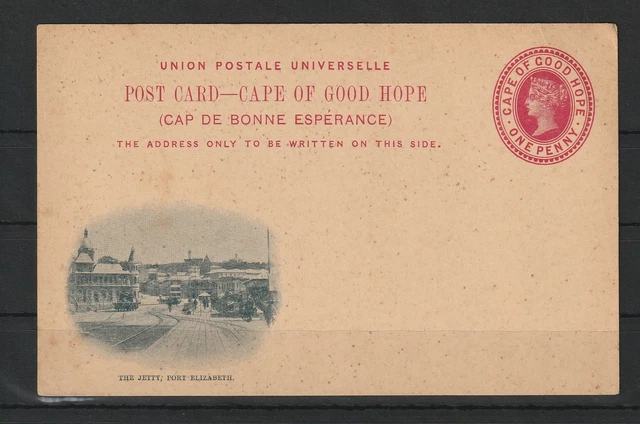 UNION POSTALE UNIVERSELLE
POST CARD—CAPE OF GOOD HOPE
(CAP DE BONNE ESPÉRANCE)
THE ADDRESS ONLY TO BE WRITTEN ON THIS SIDE.
CAPE OF GOOD HOPE
ONE PENNY
THE JETTY, PORT ELIZABETH.